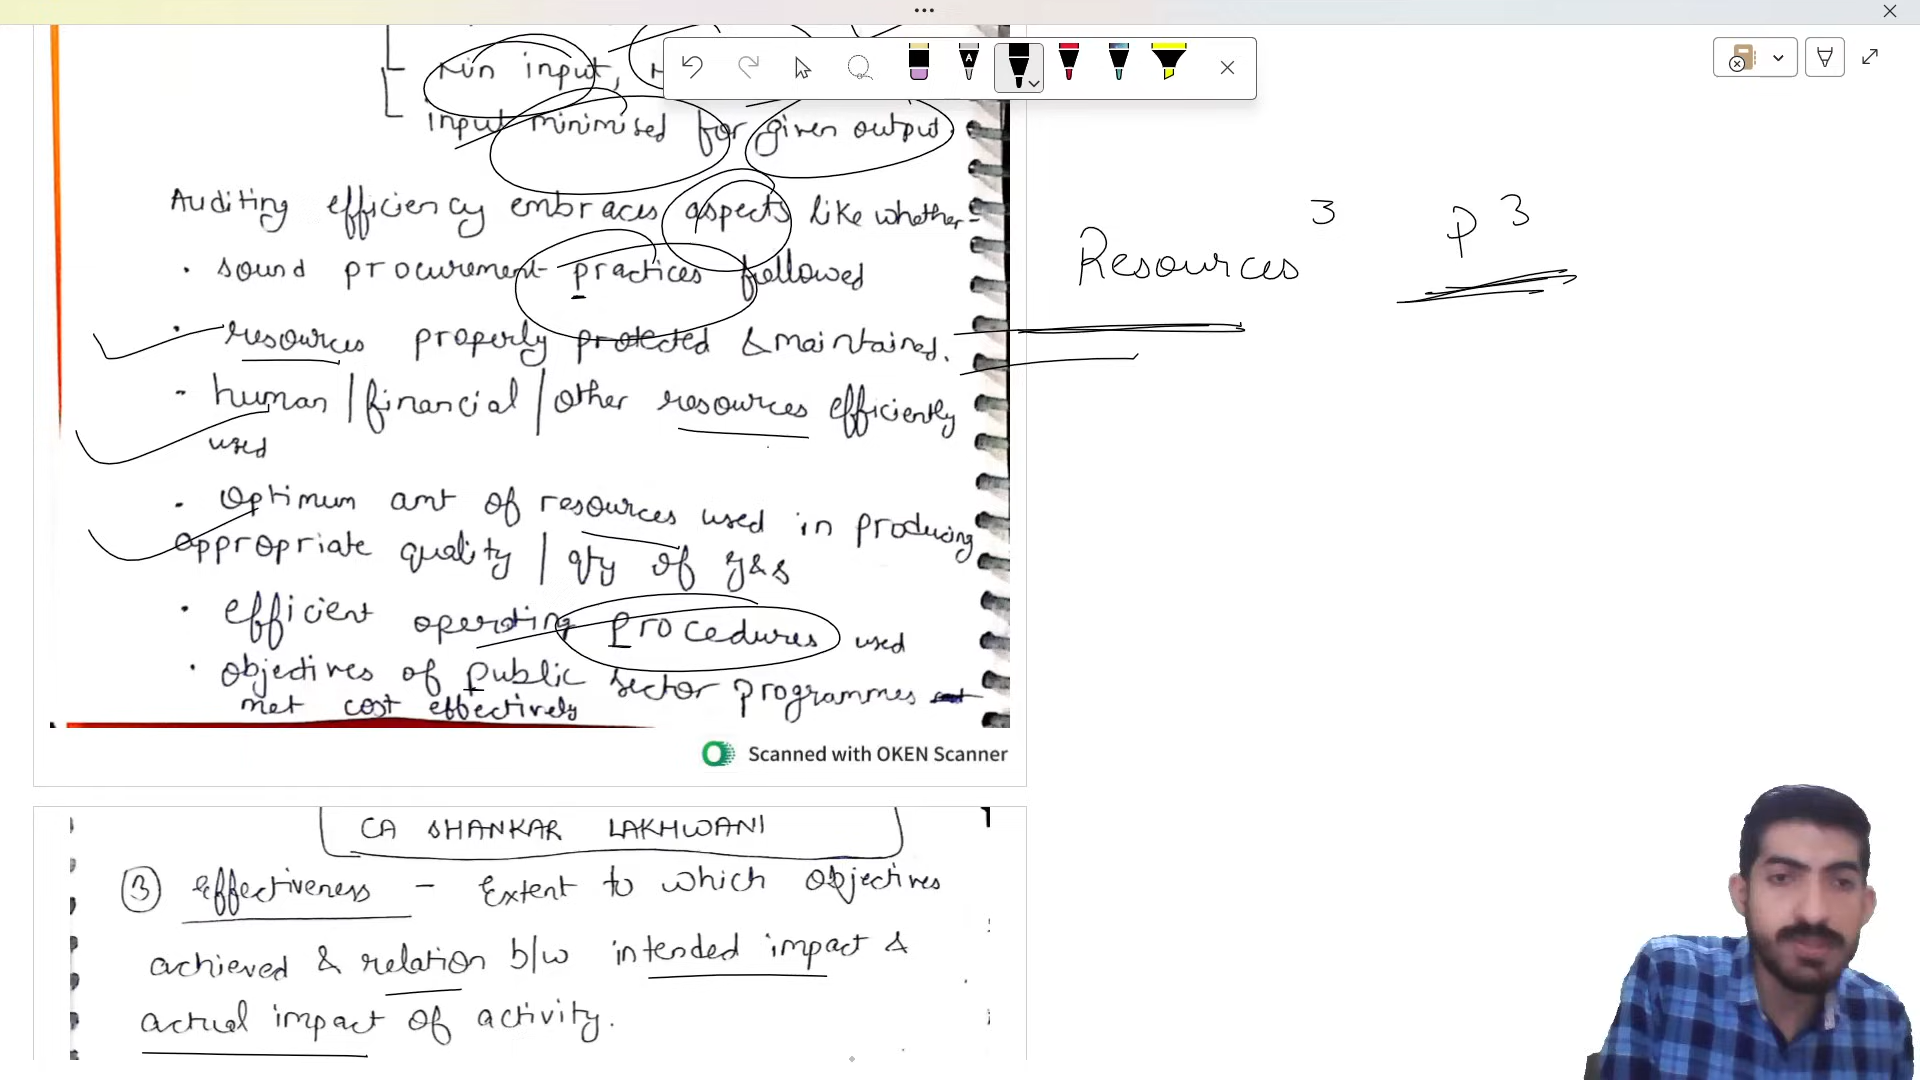 min input,
input minimised for given output.
Auditing efficiency embraces aspects like whether-
· sound procurement practices followed
· resources properly protected & maintained.
- human / financial / other resources efficiently
used
· optimum amt of resources used in producing
appropriate quality / qty of g&s
· efficient operating procedures used
· objectives of public sector programmes
met cost effectively
Scanned with OKEN Scanner
CA SHANKAR LAKHWANI
③ effectiveness - Extent to which objectives
achieved & relation b/w intended impact &
actual impact of activity.
A
Resources 3
P 3